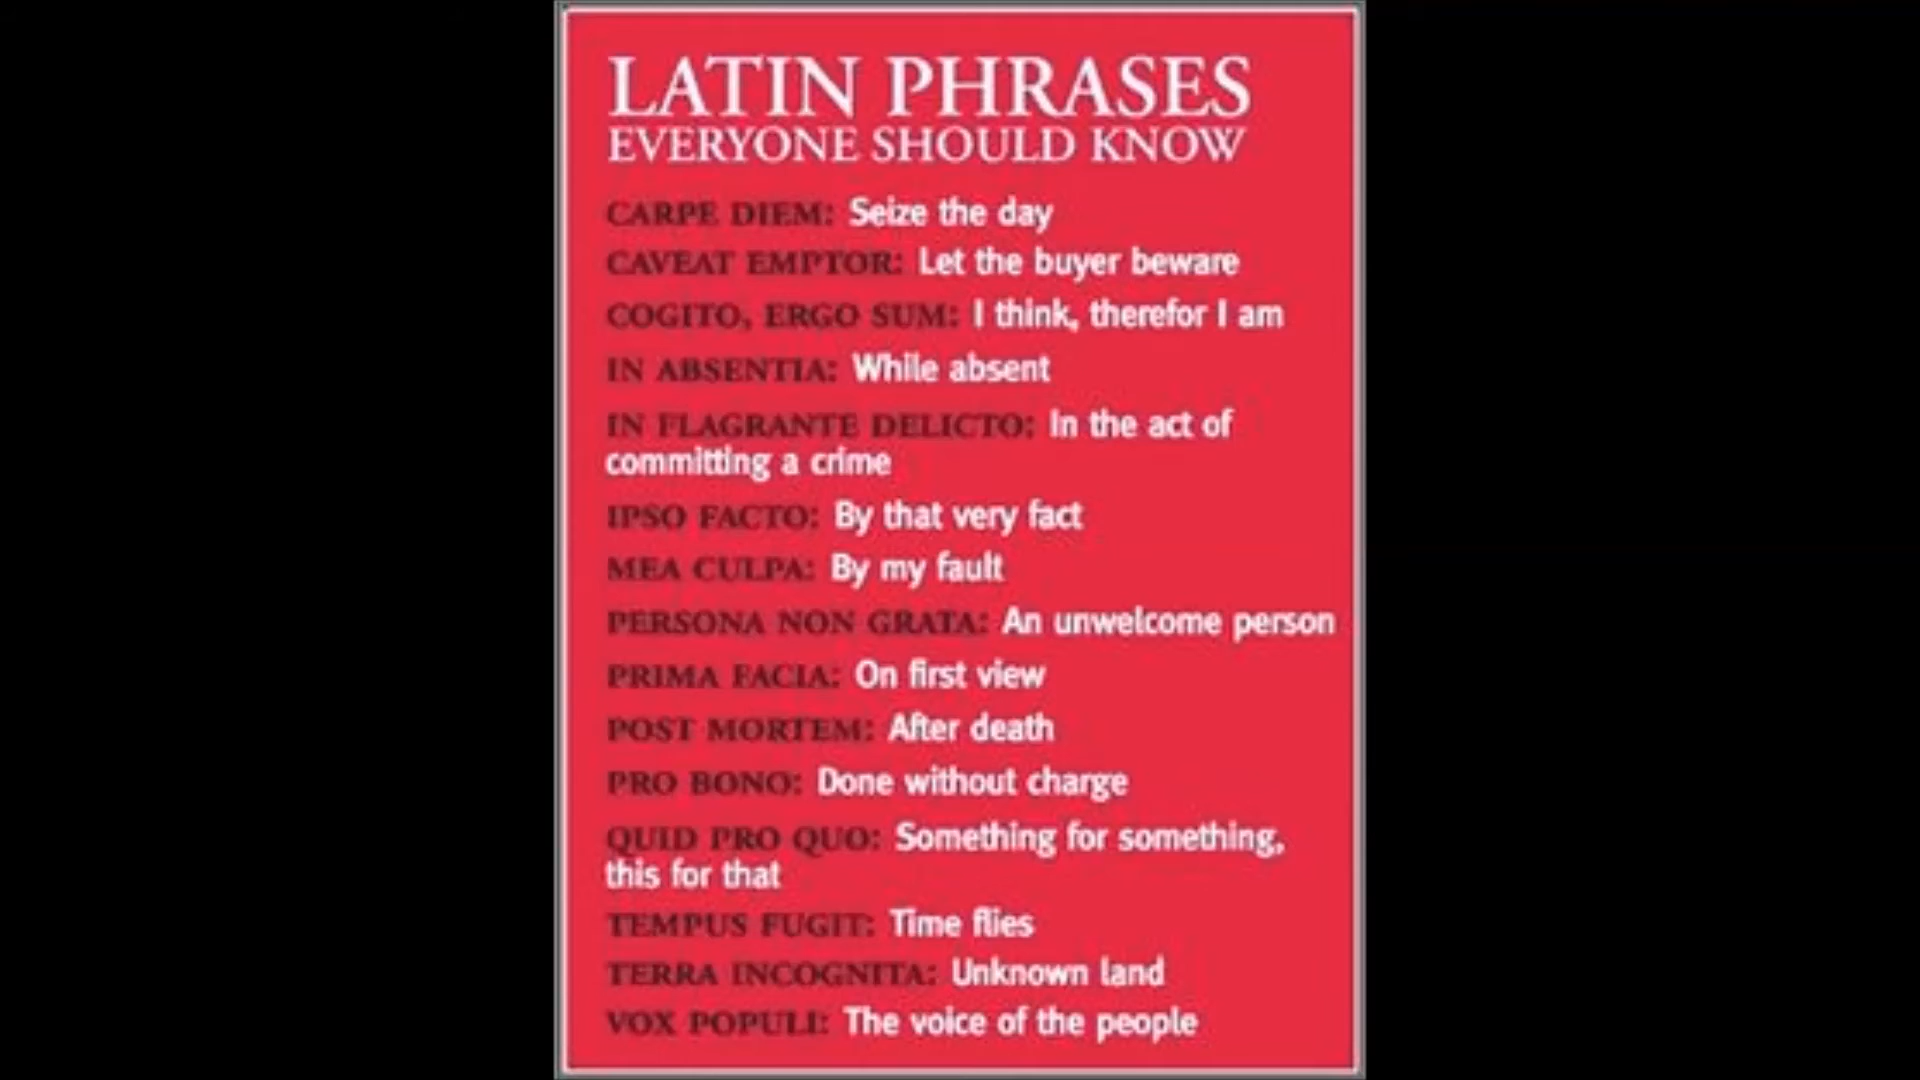 LATIN PHRASES
EVERYONE SHOULD KNOW
CARPE DIEM: Seize the day
CAVEAT EMPTOR: Let the buyer beware
COGITO, ERGO SUM: I think, therefor I am
IN ABSENTIA: While absent
IN FLAGRANTE DELICTO: In the act of
committing a crime
IPSO FACTO: By that very fact
MEA CULPA: By my fault
PERSONA NON GRATA: An unwelcome person
PRIMA FACIA: On first view
POST MORTEM: After death
PRO BONO: Done without charge
QUID PRO QUO: Something for something,
this for that
TEMPUS FUGIT: Time flies
TERRA INCOGNITA: Unknown land
VOX POPULI: The voice of the people